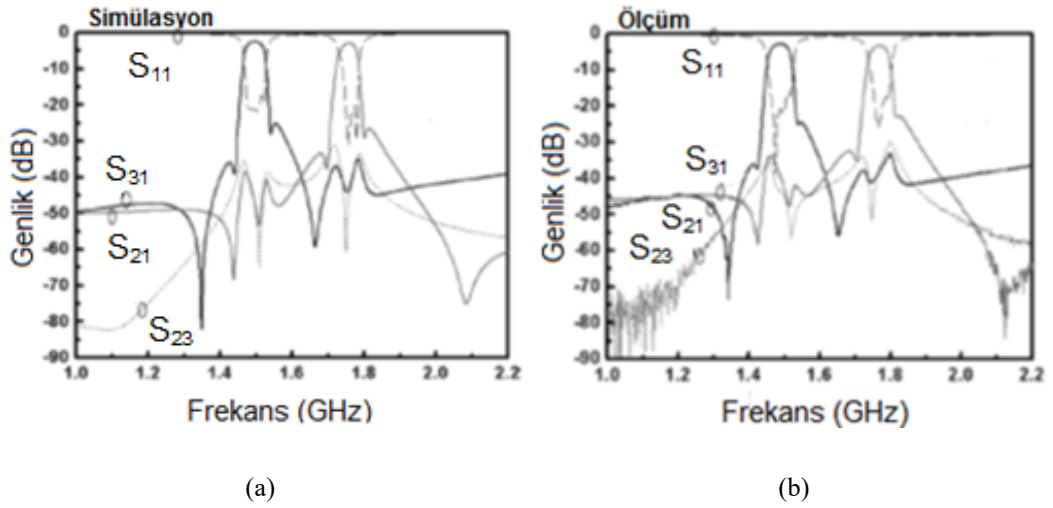 Simülasyon
0
-10
-20
-30
-40
-50
-60
-70
-80
-90
S11
S31
S21
S23
Genlik (dB)
1.0 1.2 1.4 1.6 1.8 2.0 2.2
Frekans (GHz)
(a)
Ölçüm
0
-10
-20
-30
-40
-50
-60
-70
-80
-90
S11
S31
S21
S23
Genlik (dB)
1.0 1.2 1.4 1.6 1.8 2.0 2.2
Frekans (GHz)
(b)